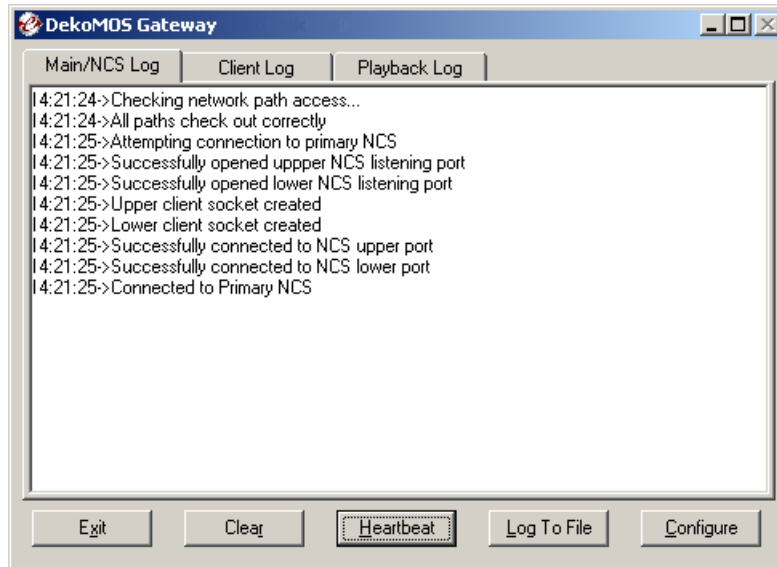 DekoMOS Gateway
Main/NCS Log Client Log Playback Log
14:21:24->Checking network path access...
14:21:24->All paths check out correctly
14:21:25->Attempting connection to primary NCS
14:21:25->Successfully opened uppper NCS listening port
14:21:25->Successfully opened lower NCS listening port
14:21:25->Upper client socket created
14:21:25->Lower client socket created
14:21:25->Successfully connected to NCS upper port
14:21:25->Successfully connected to NCS lower port
14:21:25->Connected to Primary NCS
Exit Clear Heartbeat Log To File Configure